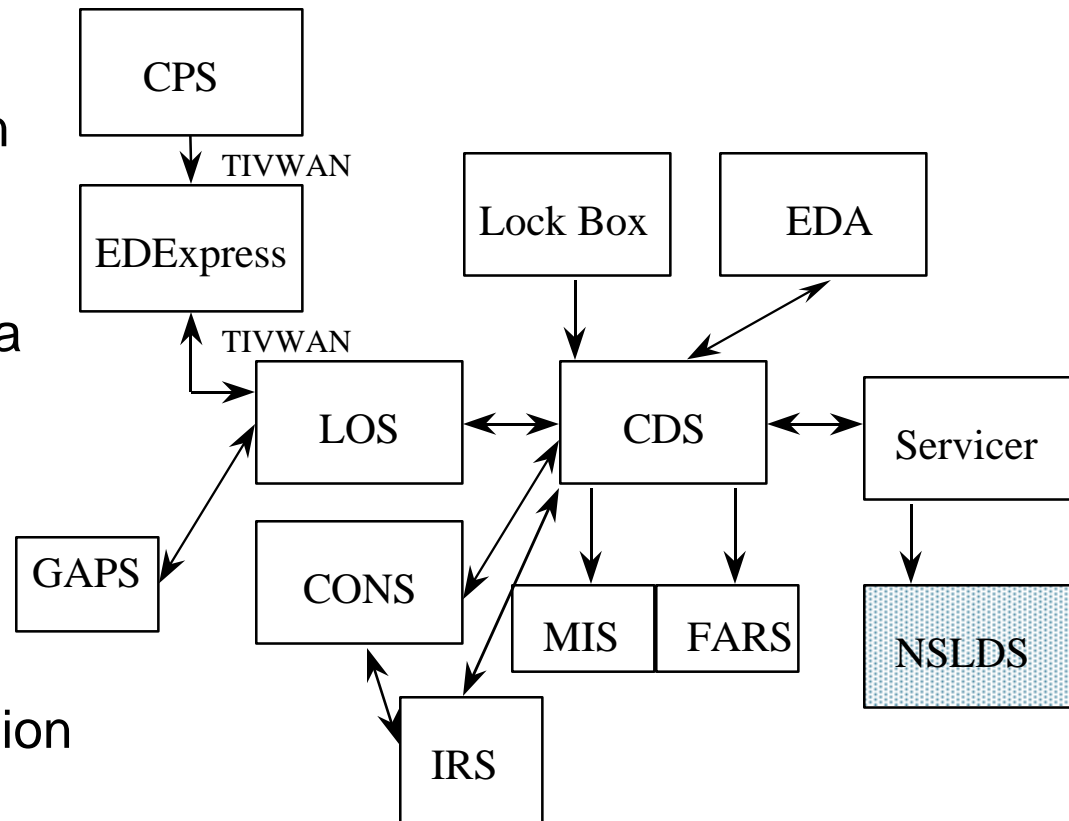 CPS
TIVWAN
EDExpress
Lock Box
EDA
TIVWAN
LOS
CDS
Servicer
GAPS
CONS
MIS
FARS
NSLDS
IRS